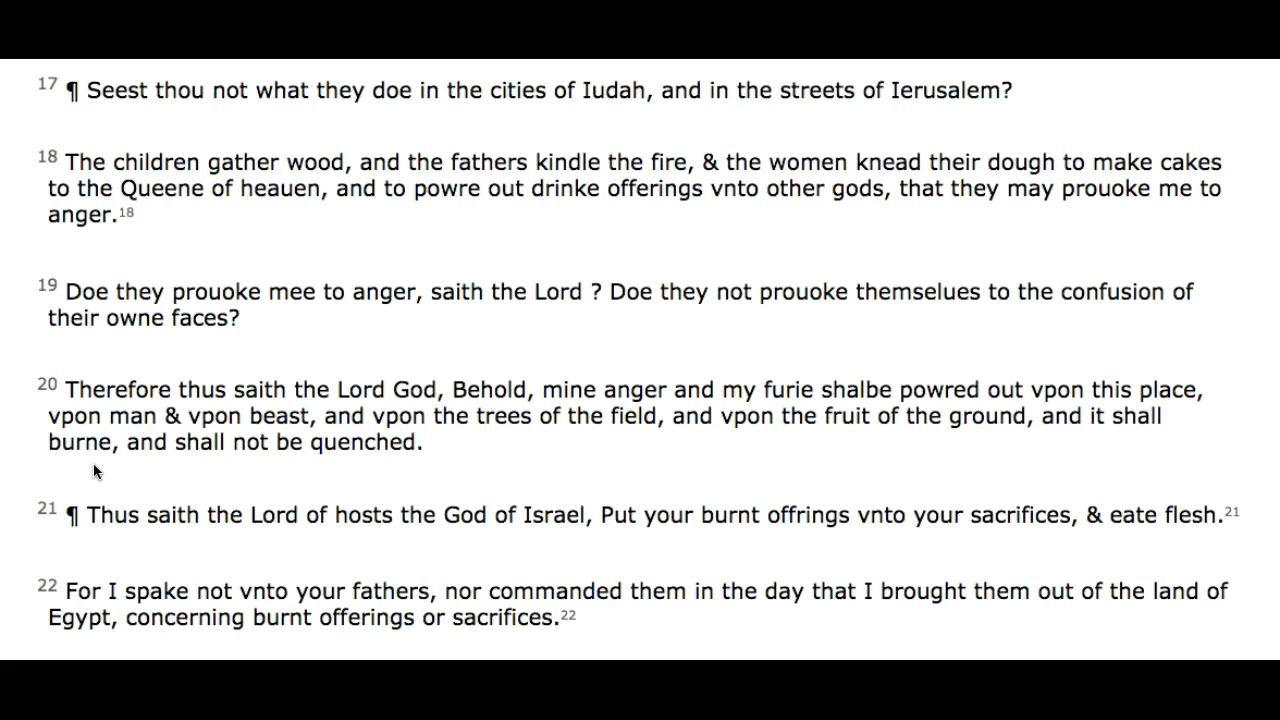 17 ¶ Seest thou not what they doe in the cities of Iudah, and in the streets of Ierusalem?
18 The children gather wood, and the fathers kindle the fire, & the women knead their dough to make cakes
to the Queene of heauen, and to powre out drinke offerings vnto other gods, that they may prouoke me to
anger.18
19 Doe they prouoke mee to anger, saith the Lord ? Doe they not prouoke themselues to the confusion of
their owne faces?
20 Therefore thus saith the Lord God, Behold, mine anger and my furie shalbe powred out vpon this place,
vpon man & vpon beast, and vpon the trees of the field, and vpon the fruit of the ground, and it shall
burne, and shall not be quenched.
21 ¶ Thus saith the Lord of hosts the God of Israel, Put your burnt offrings vnto your sacrifices, & eate flesh.21
22 For I spake not vnto your fathers, nor commanded them in the day that I brought them out of the land of
Egypt, concerning burnt offerings or sacrifices.22